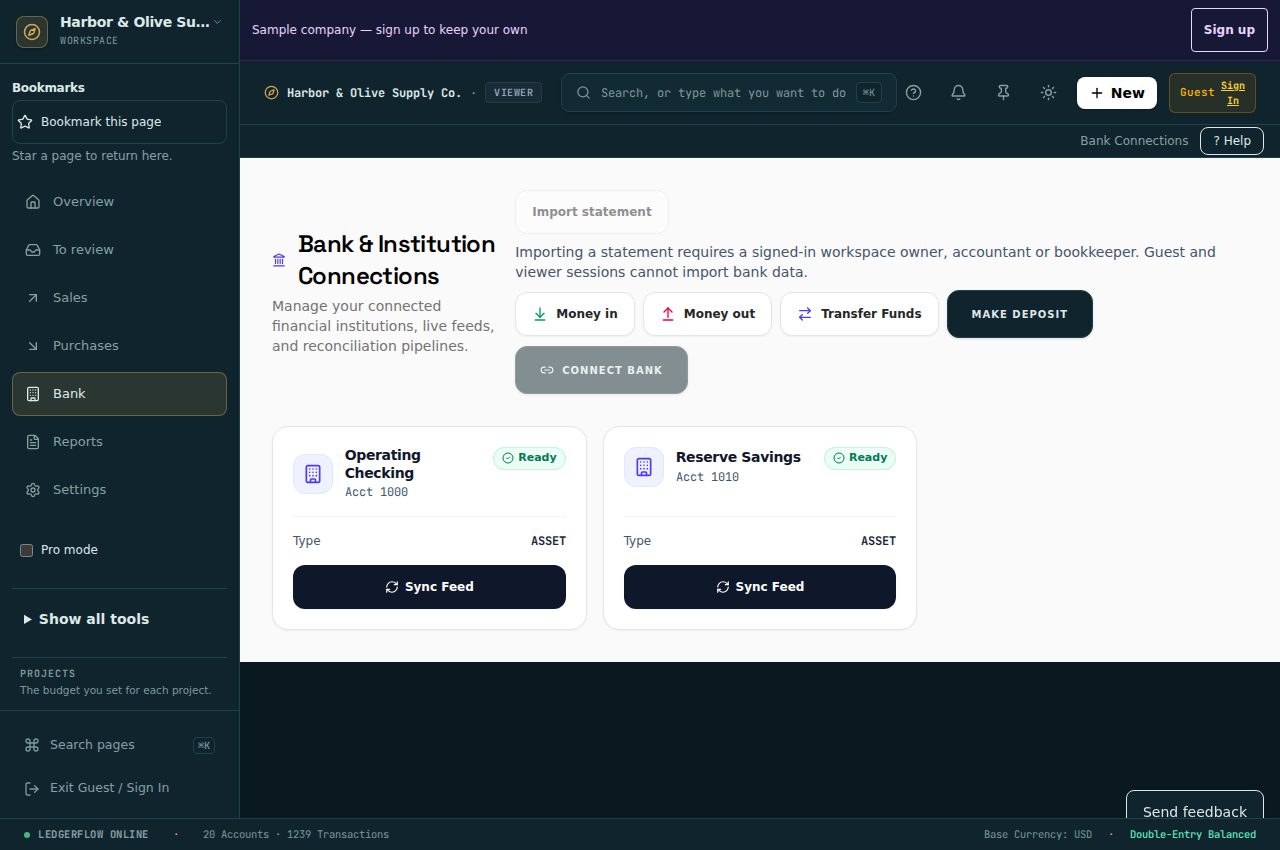 Harbor & Olive Su...
WORKSPACE
Bookmarks
Bookmark this page
Star a page to return here.
Overview
To review
Sales
Purchases
Bank
Reports
Settings
Pro mode
Show all tools
PROJECTS
The budget you set for each project.
Search pages ⌘K
Exit Guest / Sign In
Sample company — sign up to keep your own
Sign up
Harbor & Olive Supply Co. · VIEWER
Search, or type what you want to do ⌘K
New
Guest Sign In
Bank Connections
? Help
Bank & Institution
Connections
Manage your connected
financial institutions, live feeds,
and reconciliation pipelines.
Import statement
Importing a statement requires a signed-in workspace owner, accountant or bookkeeper. Guest and
viewer sessions cannot import bank data.
Money in
Money out
Transfer Funds
MAKE DEPOSIT
CONNECT BANK
Operating
Checking
Acct 1000
Ready
Type ASSET
Sync Feed
Reserve Savings
Acct 1010
Ready
Type ASSET
Sync Feed
Send feedback
LEDGERFLOW ONLINE · 20 Accounts · 1239 Transactions
Base Currency: USD · Double-Entry Balanced